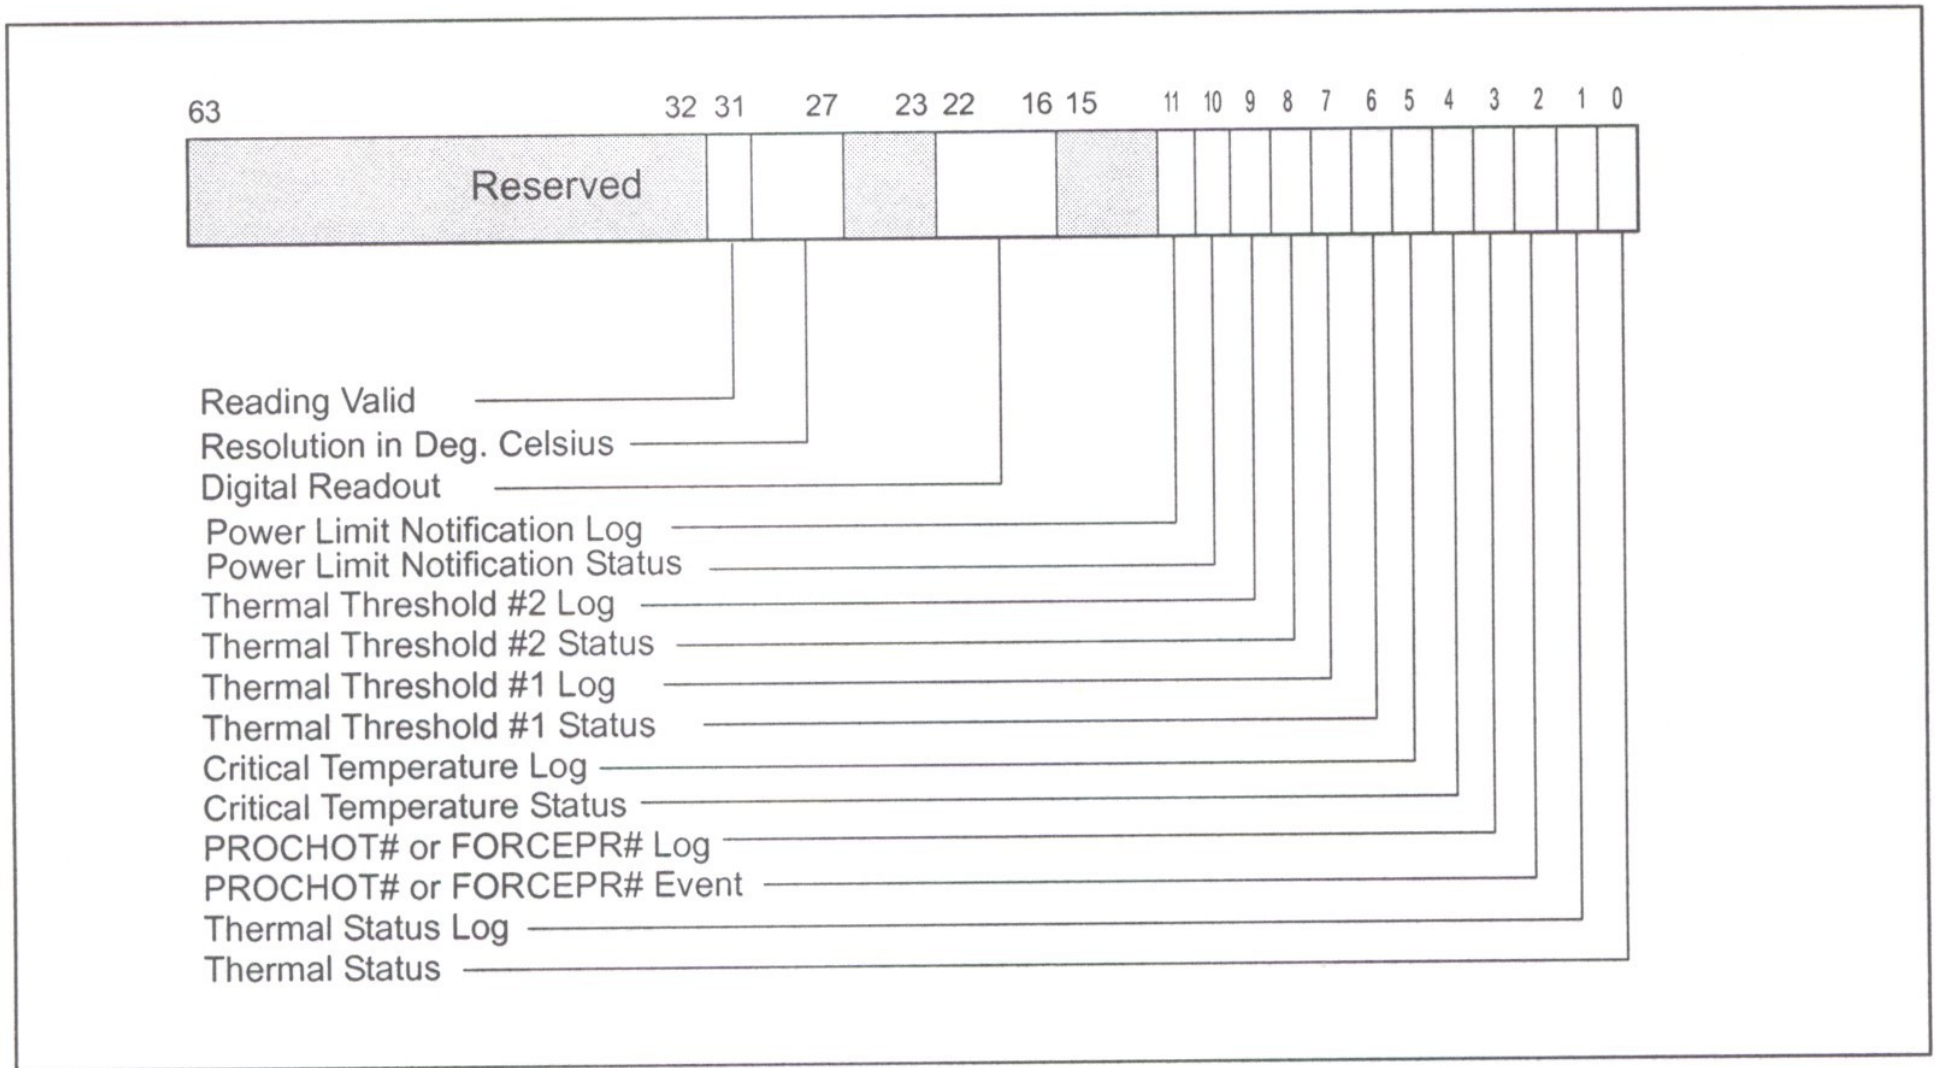 63 32 31 27 23 22 16 15 11 10 9 8 7 6 5 4 3 2 1 0
Reserved
Reading Valid
Resolution in Deg. Celsius
Digital Readout
Power Limit Notification Log
Power Limit Notification Status
Thermal Threshold #2 Log
Thermal Threshold #2 Status
Thermal Threshold #1 Log
Thermal Threshold #1 Status
Critical Temperature Log
Critical Temperature Status
PROCHOT# or FORCEPR# Log
PROCHOT# or FORCEPR# Event
Thermal Status Log
Thermal Status